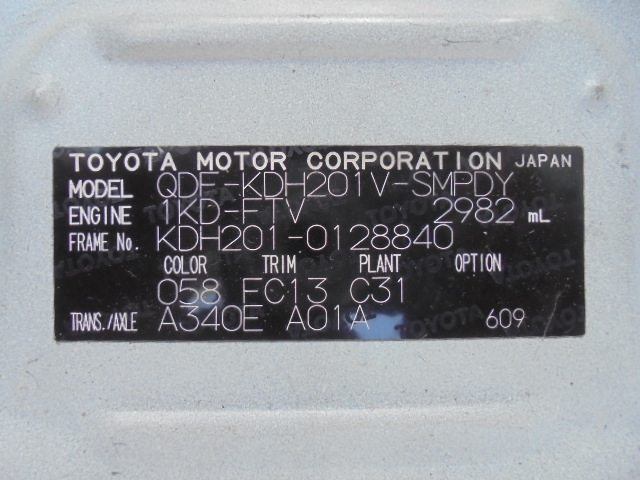 TOYOTA MOTOR CORPORATION JAPAN
MODEL QDF-KDH201V-SMPDY
ENGINE 1KD-FTV 2982 mL
FRAME No. KDH201-0128840
COLOR TRIM PLANT OPTION
058 FC13 C31
TRANS./AXLE A340E A01A 609